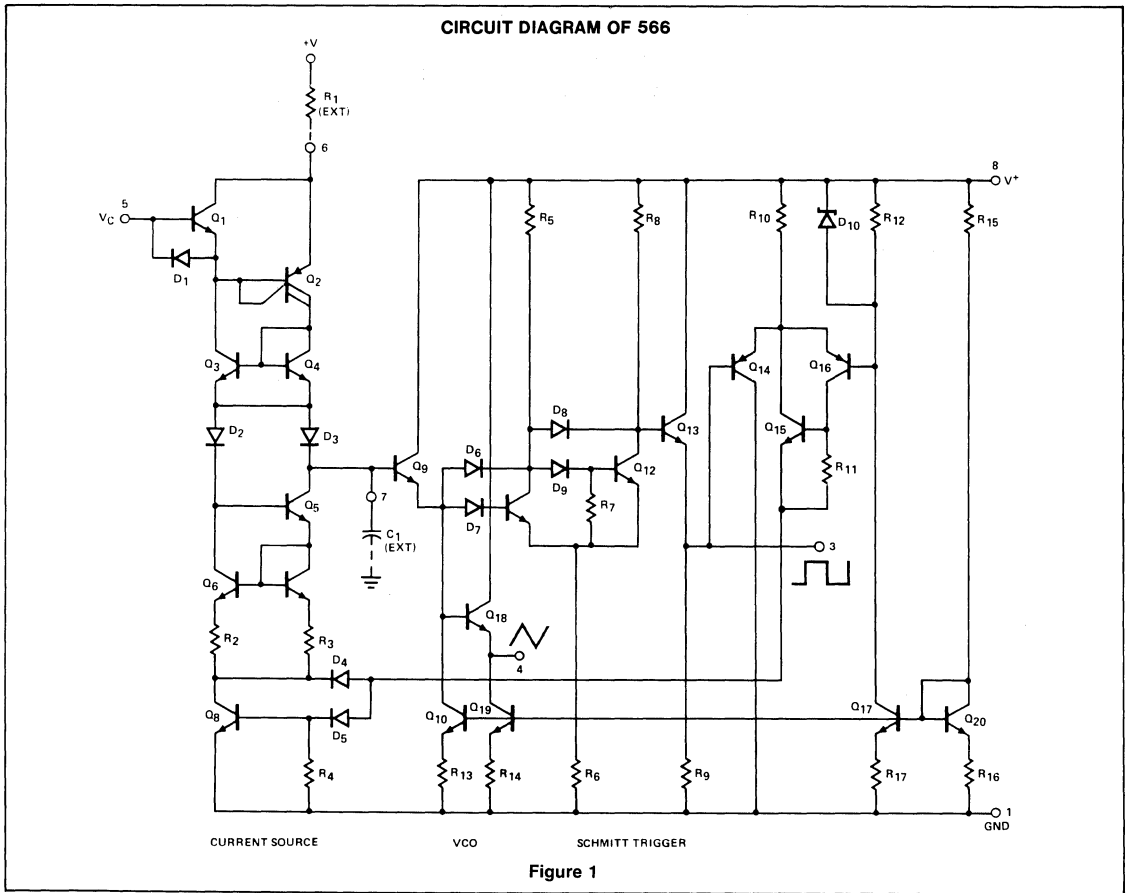 CIRCUIT DIAGRAM OF 566
+V
R1
(EXT)
6
8
V+
5
VC
Q1
R5
R8
R10
D10
R12
R15
D1
Q2
Q3
Q4
Q14
Q16
D2
D3
D8
Q13
Q15
Q9
D6
D9
Q12
R11
7
Q5
D7
R7
C1
(EXT)
3
Q6
Q18
R2
R3
4
D4
Q8
D5
Q10
Q19
Q17
Q20
R4
R13
R14
R6
R9
R17
R16
1
GND
CURRENT SOURCE
VCO
SCHMITT TRIGGER
Figure 1